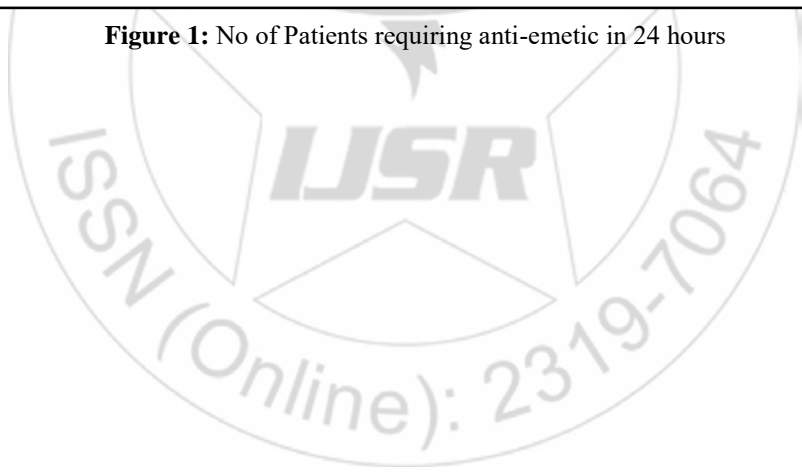 Figure 1: No of Patients requiring anti-emetic in 24 hours
IJSR
ISSN (Online): 2319-7064